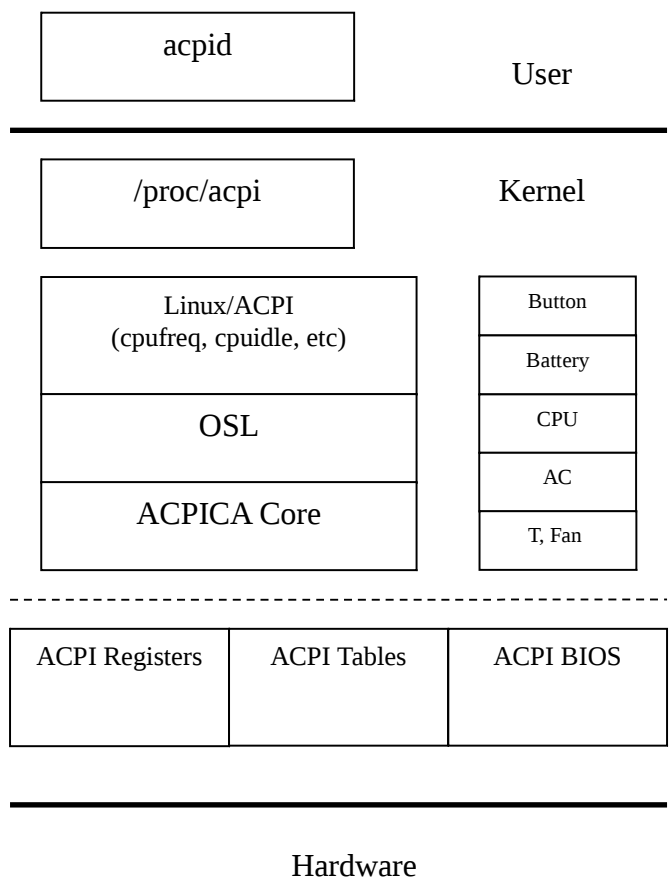 acpid
User
/proc/acpi
Kernel
Linux/ACPI
(cpufreq, cpuidle, etc)
OSL
ACPICA Core
Button
Battery
CPU
AC
T, Fan
ACPI Registers
ACPI Tables
ACPI BIOS
Hardware